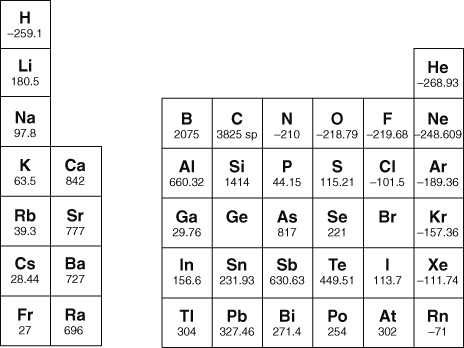 H
−259.1
Li
180.5
He
−268.93
Na
97.8
B C N O F Ne
2075 3825 sp −210 −218.79 −219.68 −248.609
K Ca Al Si P S Cl Ar
63.5 842 660.32 1414 44.15 115.21 −101.5 −189.36
Rb Sr Ga Ge As Se Br Kr
39.3 777 29.76 817 221 −157.36
Cs Ba In Sn Sb Te I Xe
28.44 727 156.6 231.93 630.63 449.51 113.7 −111.74
Fr Ra Tl Pb Bi Po At Rn
27 696 304 327.46 271.4 254 302 −71